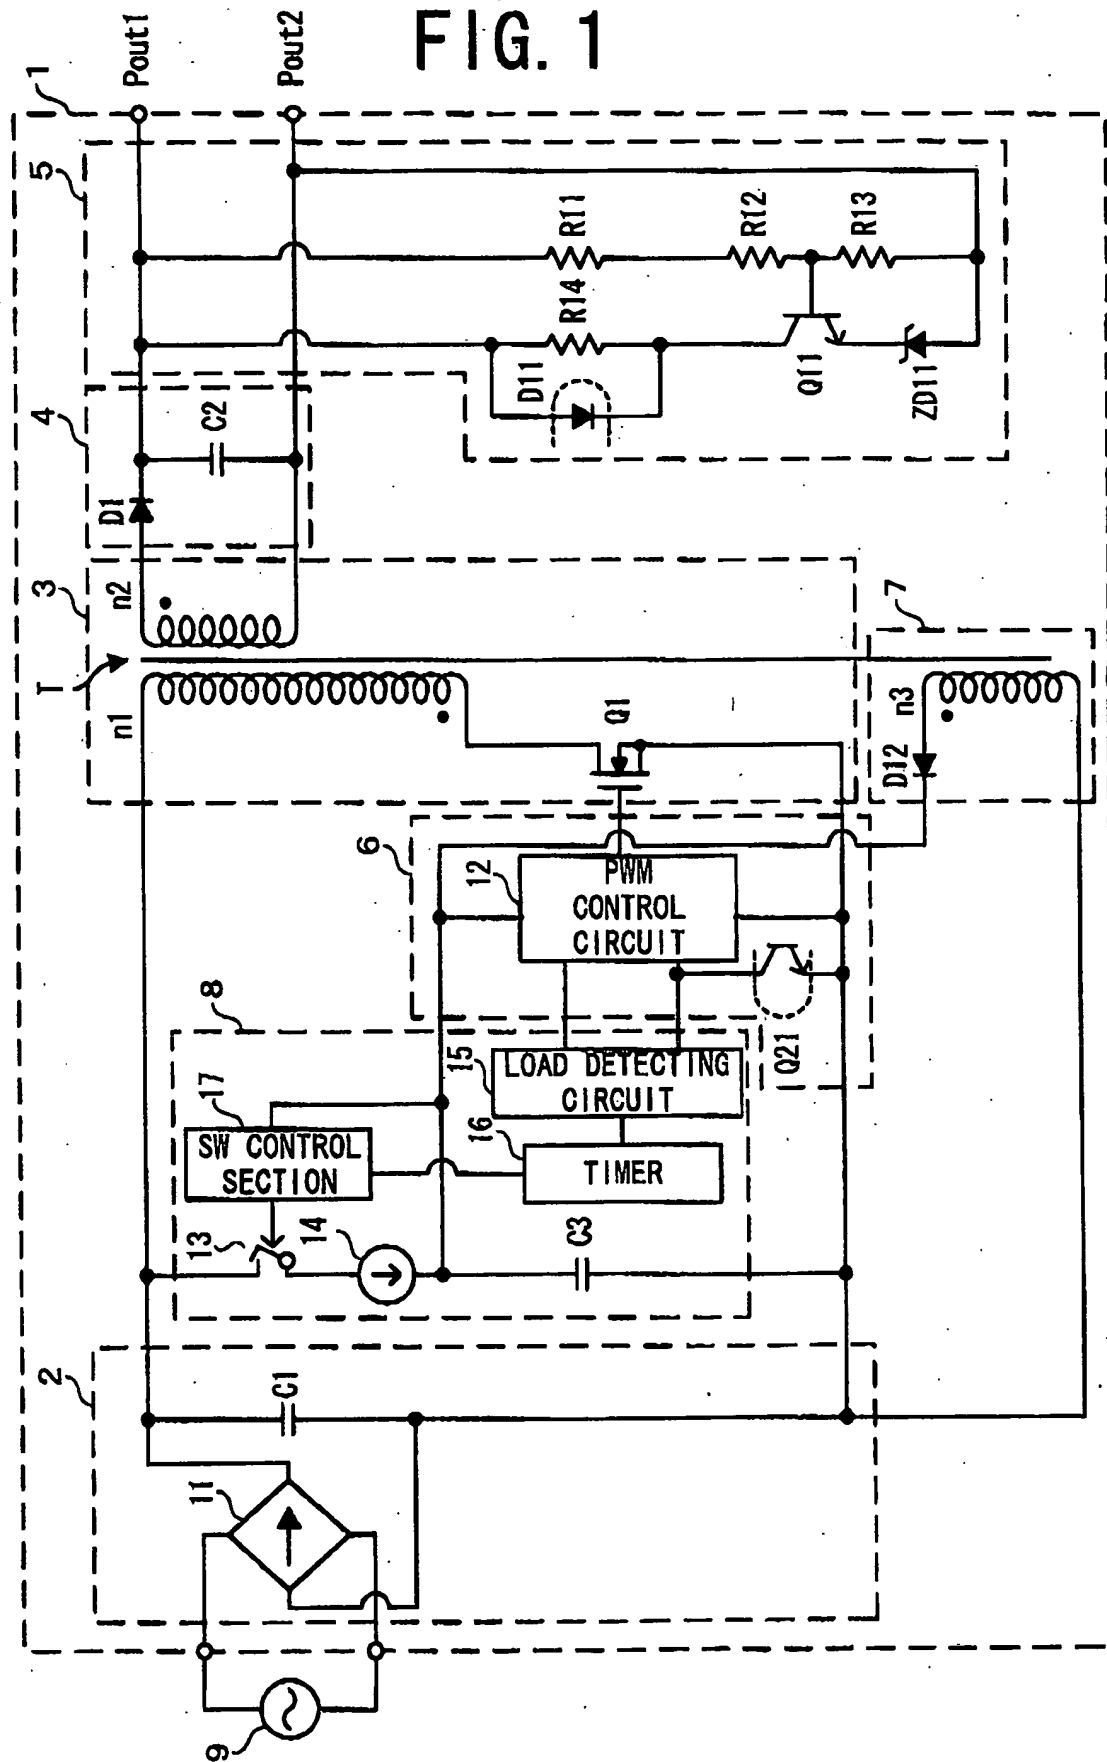 FIG. 1
1
Pout1
Pout2
5
R11
R12
R13
R14
D11
Q11
ZD11
4
D1
C2
3
T
n1
n2
Q1
7
n3
D12
6
12
PWM
CONTROL
CIRCUIT
Q21
8
17
SW CONTROL
SECTION
15
LOAD DETECTING
CIRCUIT
16
TIMER
13
14
C3
2
C1
11
9